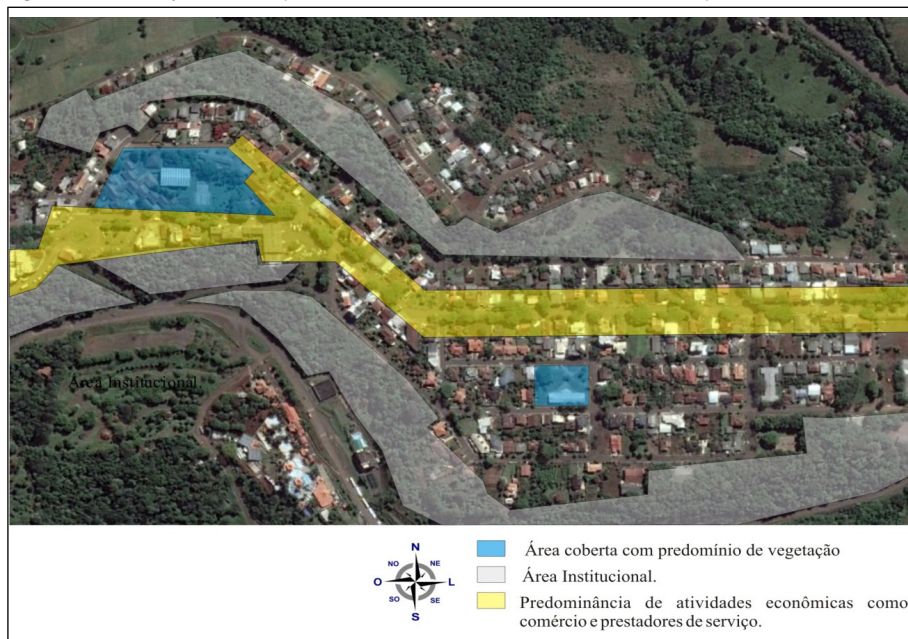 Área Institucional
N
NO
NE
O
L
SO
SE
S
Área coberta com predomínio de vegetação
Área Institucional.
Predominância de atividades econômicas como
comércio e prestadores de serviço.